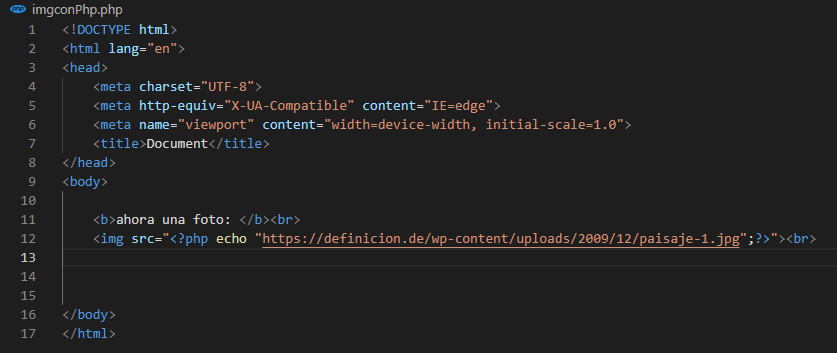 php imgconPhp.php
1 <!DOCTYPE html>
2 <html lang="en">
3 <head>
4     <meta charset="UTF-8">
5     <meta http-equiv="X-UA-Compatible" content="IE=edge">
6     <meta name="viewport" content="width=device-width, initial-scale=1.0">
7     <title>Document</title>
8 </head>
9 <body>
10
11     <b>ahora una foto: </b><br>
12     <img src="<?php echo "https://definicion.de/wp-content/uploads/2009/12/paisaje-1.jpg";?>"><br>
13
14
15
16 </body>
17 </html>